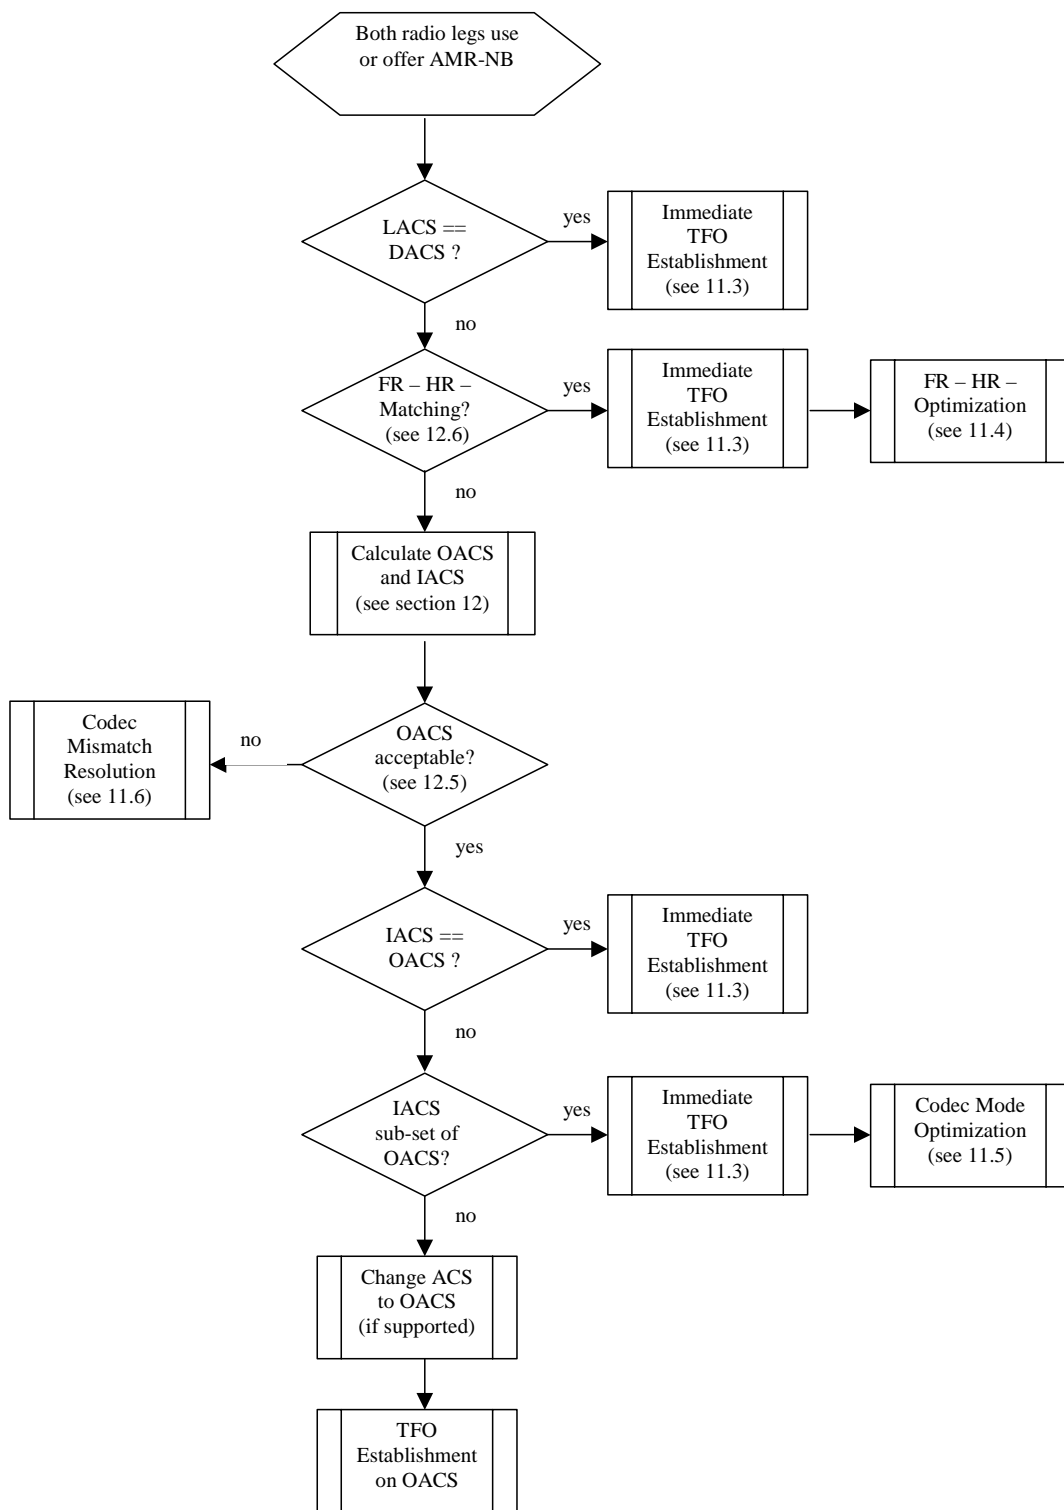 Both radio legs use
or offer AMR-NB
LACS ==
DACS ?
yes
Immediate
TFO
Establishment
(see 11.3)
no
FR – HR –
Matching?
(see 12.6)
yes
Immediate
TFO
Establishment
(see 11.3)
FR – HR –
Optimization
(see 11.4)
no
Calculate OACS
and IACS
(see section 12)
OACS
acceptable?
(see 12.5)
no
Codec
Mismatch
Resolution
(see 11.6)
yes
IACS ==
OACS ?
yes
Immediate
TFO
Establishment
(see 11.3)
no
IACS
sub-set of
OACS?
yes
Immediate
TFO
Establishment
(see 11.3)
Codec Mode
Optimization
(see 11.5)
no
Change ACS
to OACS
(if supported)
TFO
Establishment
on OACS